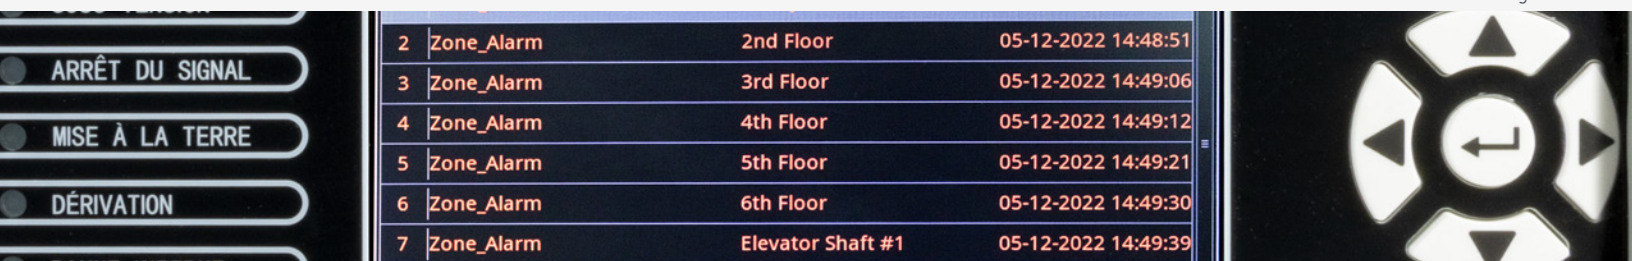 ARRÊT DU SIGNAL
MISE À LA TERRE
DÉRIVATION
2 Zone_Alarm 2nd Floor 05-12-2022 14:48:51
3 Zone_Alarm 3rd Floor 05-12-2022 14:49:06
4 Zone_Alarm 4th Floor 05-12-2022 14:49:12
5 Zone_Alarm 5th Floor 05-12-2022 14:49:21
6 Zone_Alarm 6th Floor 05-12-2022 14:49:30
7 Zone_Alarm Elevator Shaft #1 05-12-2022 14:49:39